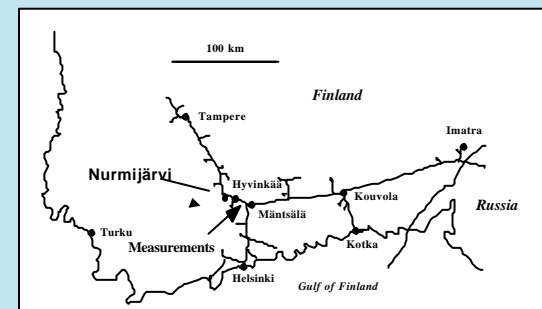 100 km
Finland
Tampere
Imatra
Nurmijärvi
Hyvinkää
Kouvola
Mäntsälä
Russia
Turku
Measurements
Kotka
Helsinki
Gulf of Finland